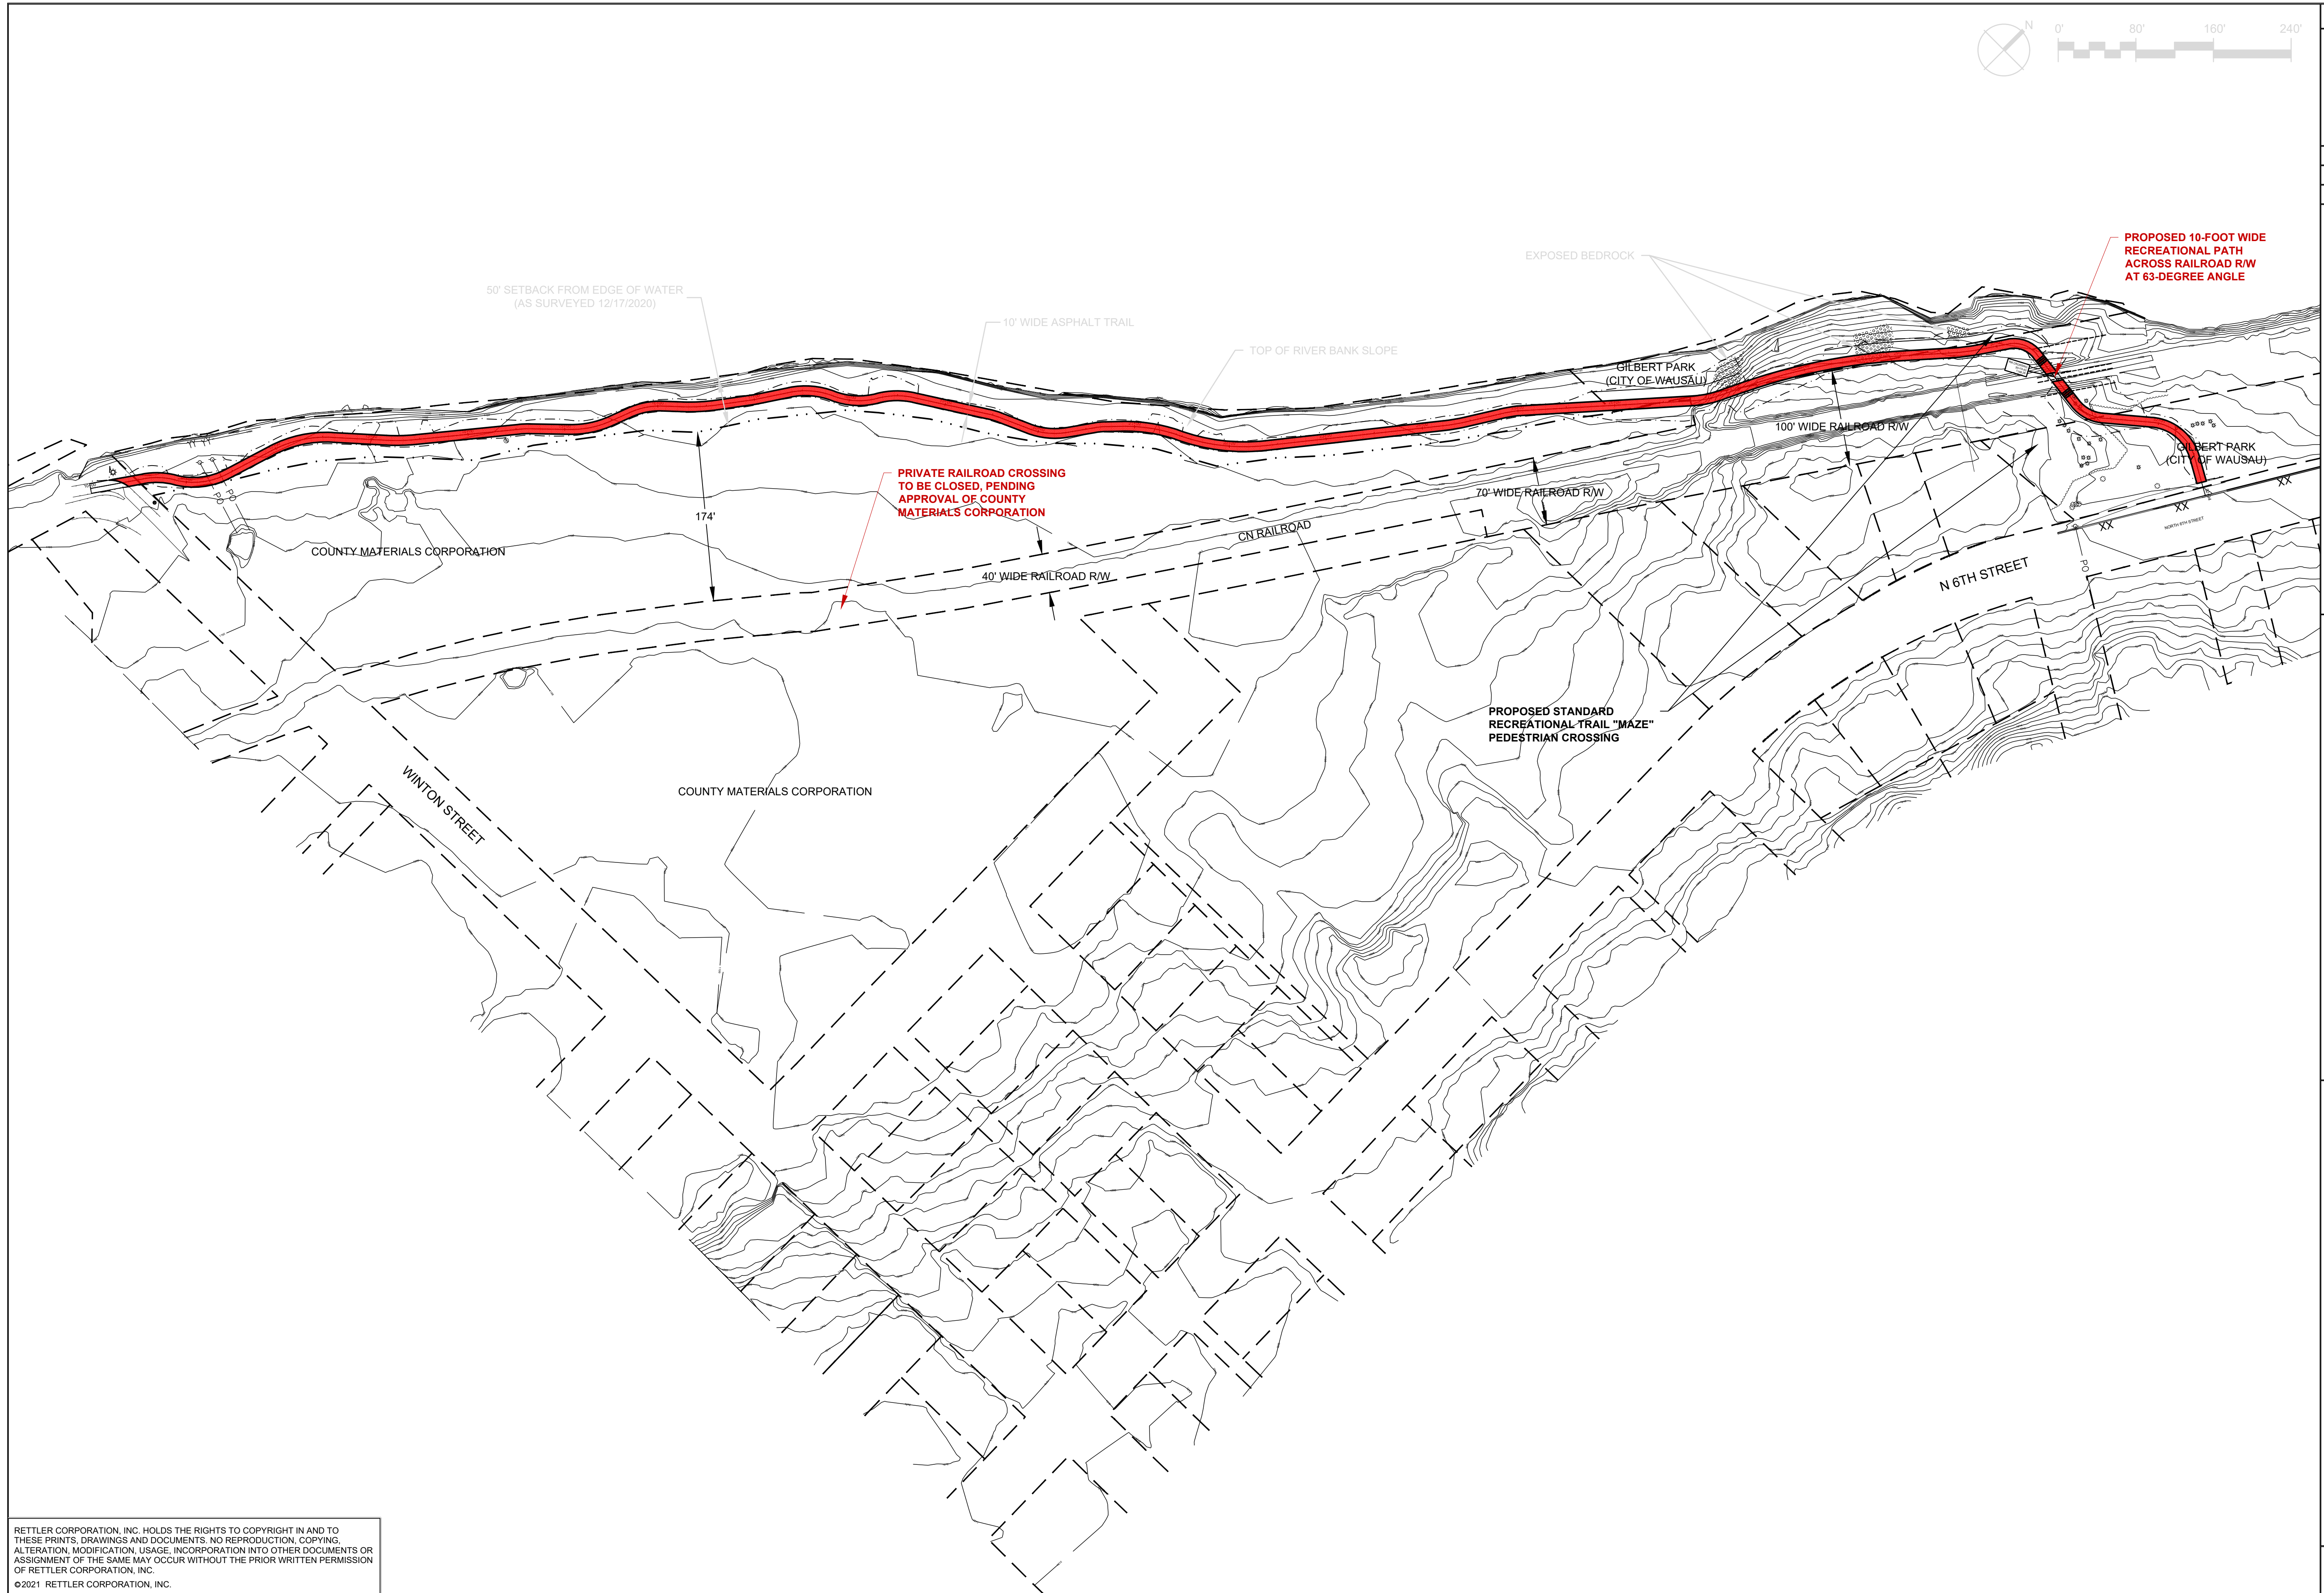 N
0' 80' 160' 240'
PROPOSED 10-FOOT WIDE
RECREATIONAL PATH
ACROSS RAILROAD R/W
AT 63-DEGREE ANGLE
EXPOSED BEDROCK
50' SETBACK FROM EDGE OF WATER
(AS SURVEYED 12/17/2020)
10' WIDE ASPHALT TRAIL
TOP OF RIVER BANK SLOPE
GILBERT PARK
(CITY OF WAUSAU)
100' WIDE RAILROAD R/W
GILBERT PARK
(CITY OF WAUSAU)
PRIVATE RAILROAD CROSSING
TO BE CLOSED, PENDING
APPROVAL OF COUNTY
MATERIALS CORPORATION
70' WIDE RAILROAD R/W
XX
XX
XX
NORTH 6TH STREET
174'
CN RAILROAD
COUNTY MATERIALS CORPORATION
40' WIDE RAILROAD R/W
N 6TH STREET
PROPOSED STANDARD
RECREATIONAL TRAIL "MAZE"
PEDESTRIAN CROSSING
WINTON STREET
COUNTY MATERIALS CORPORATION
RETTLER CORPORATION, INC. HOLDS THE RIGHTS TO COPYRIGHT IN AND TO
THESE PRINTS, DRAWINGS AND DOCUMENTS. NO REPRODUCTION, COPYING,
ALTERATION, MODIFICATION, USAGE, INCORPORATION INTO OTHER DOCUMENTS OR
ASSIGNMENT OF THE SAME MAY OCCUR WITHOUT THE PRIOR WRITTEN PERMISSION
OF RETTLER CORPORATION, INC.
©2021 RETTLER CORPORATION, INC.